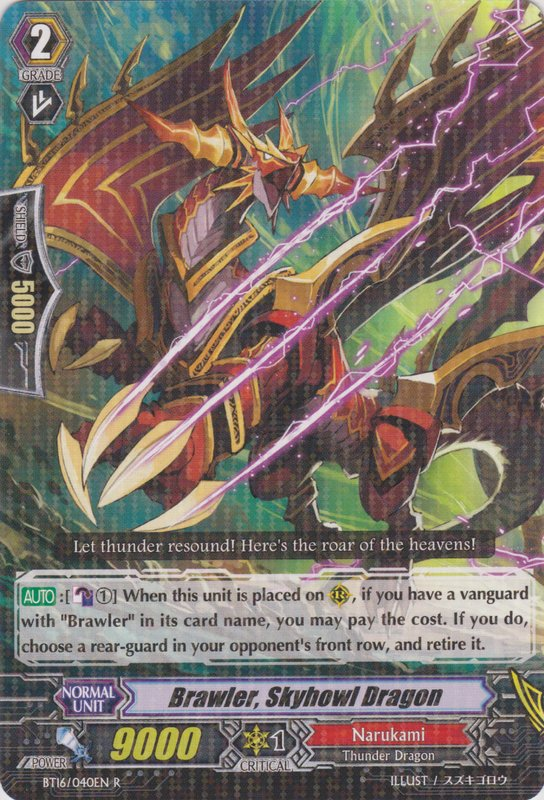 2
GRADE
SHIELD
5000
Let thunder resound! Here's the roar of the heavens!
AUTO :[ ①] When this unit is placed on R, if you have a vanguard
with "Brawler" in its card name, you may pay the cost. If you do,
choose a rear-guard in your opponent's front row, and retire it.
NORMAL
UNIT
Brawler, Skyhowl Dragon
POWER
9000
1
CRITICAL
Narukami
Thunder Dragon
BT16/040EN R
ILLUST / スズキゴロウ